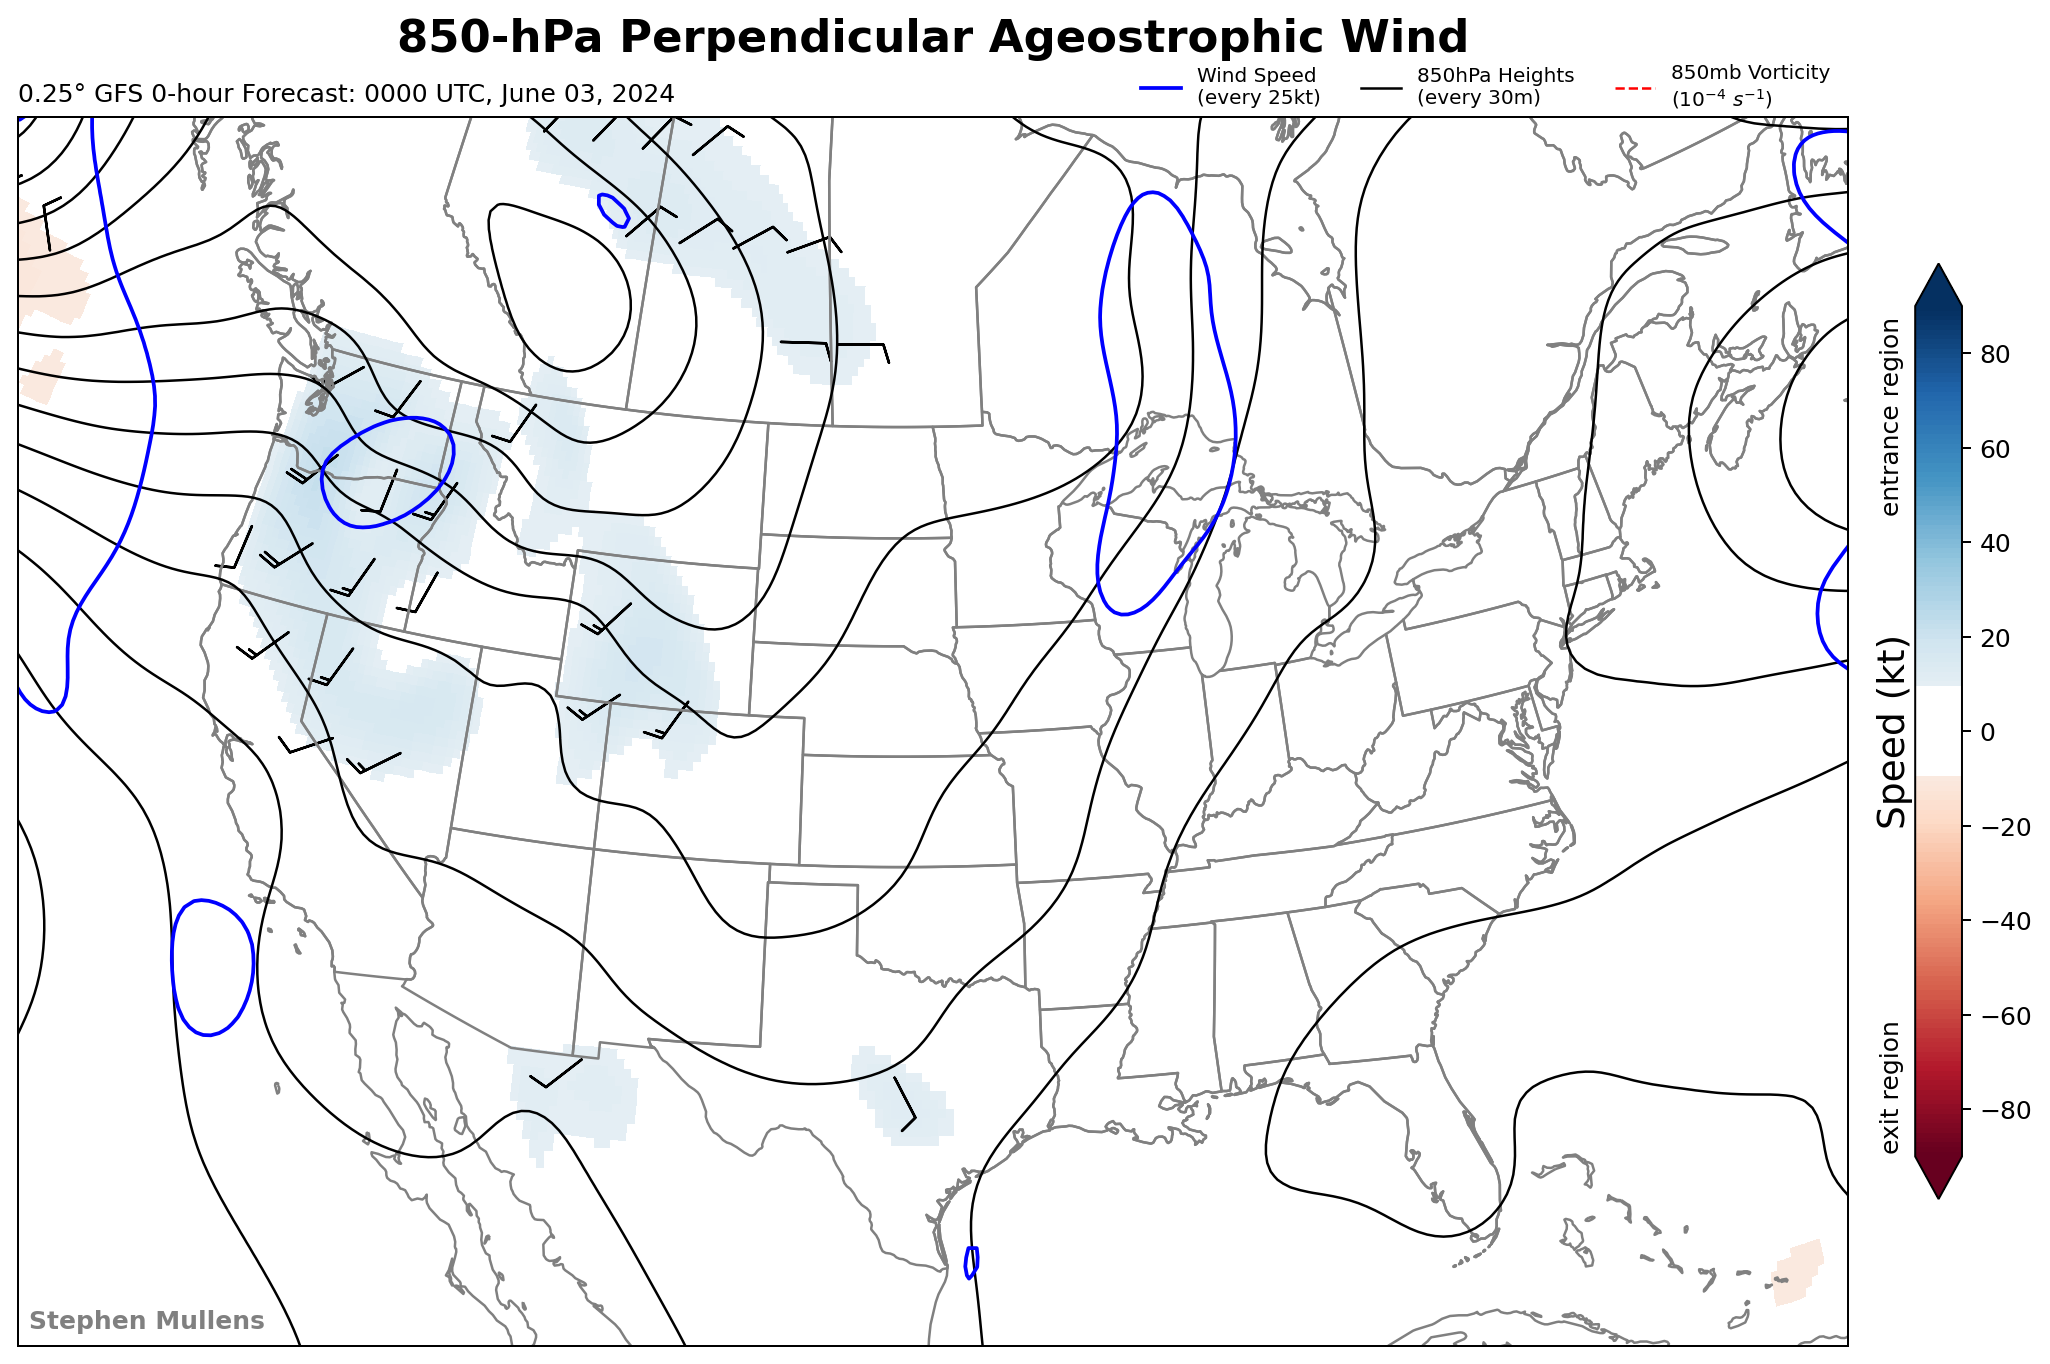 850-hPa Perpendicular Ageostrophic Wind
0.25° GFS 0-hour Forecast: 0000 UTC, June 03, 2024
Wind Speed
(every 25kt)
850hPa Heights
(every 30m)
850mb Vorticity
(10⁻⁴ s⁻¹)
entrance region
Speed (kt)
exit region
80
60
40
20
0
−20
−40
−60
−80
Stephen Mullens